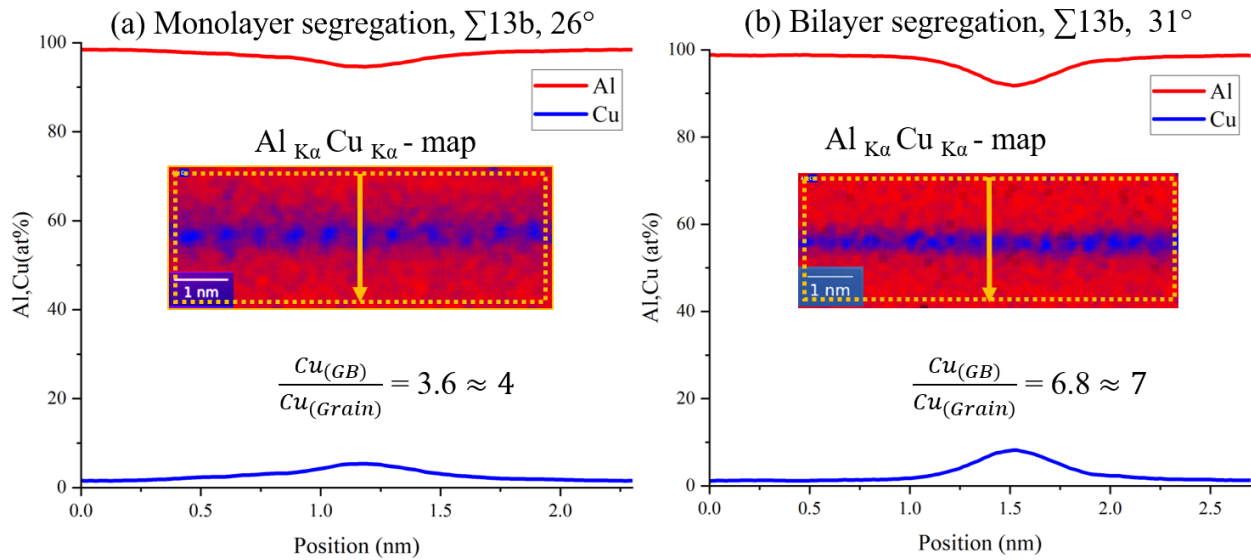 (a) Monolayer segregation, ∑13b, 26°
100
80
60
40
20
0
Al,Cu(at%)
Al
Cu
Al Kα Cu Kα - map
1 nm
Cu(GB)
Cu(Grain)
= 3.6 ≈ 4
0.0 0.5 1.0 1.5 2.0
Position (nm)
(b) Bilayer segregation, ∑13b, 31°
100
80
60
40
20
0
Al,Cu (at%)
Al
Cu
Al Kα Cu Kα - map
1 nm
Cu(GB)
Cu(Grain)
= 6.8 ≈ 7
0.0 0.5 1.0 1.5 2.0 2.5
Position (nm)